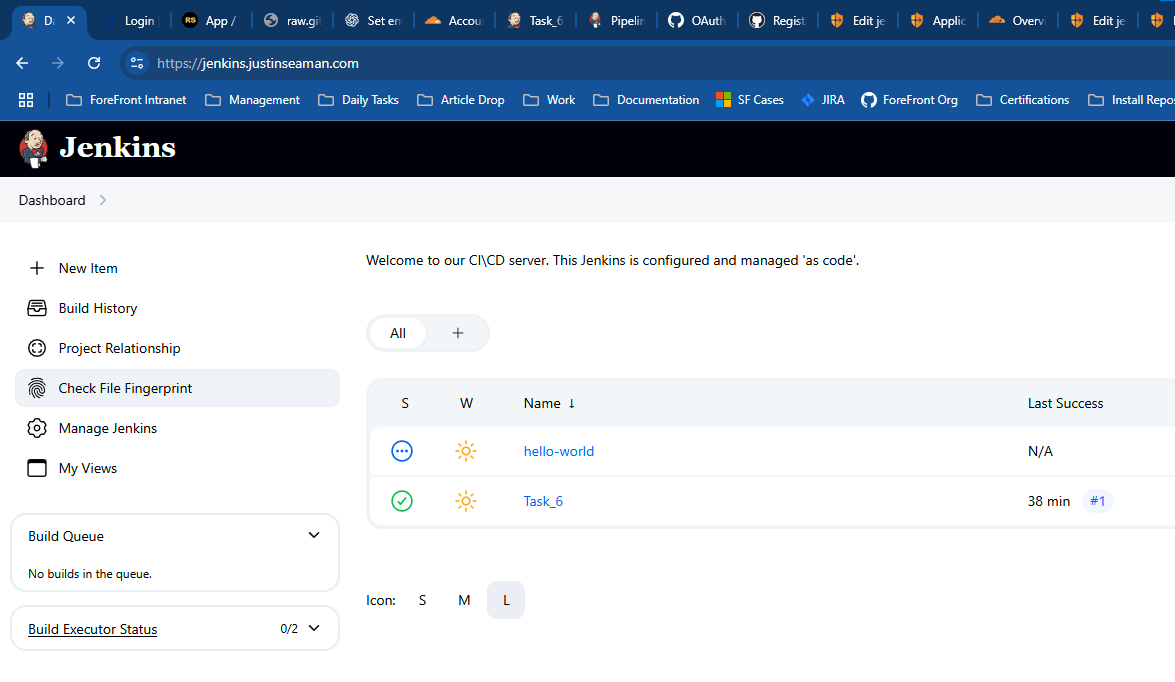 Da
Login
RS App /
raw.git
Set en
Accou
Task_6
Pipelin
OAuth
Regist
Edit je
Applic
Overvi
Edit je
https://jenkins.justinseaman.com
ForeFront Intranet Management Daily Tasks Article Drop Work Documentation SF Cases JIRA ForeFront Org Certifications Install Repos
Jenkins
Dashboard
New Item
Build History
Project Relationship
Check File Fingerprint
Manage Jenkins
My Views
Build Queue
No builds in the queue.
Build Executor Status 0/2
Welcome to our CI\CD server. This Jenkins is configured and managed 'as code'.
All +
S W Name ↓ Last Success
hello-world N/A
Task_6 38 min #1
Icon: S M L